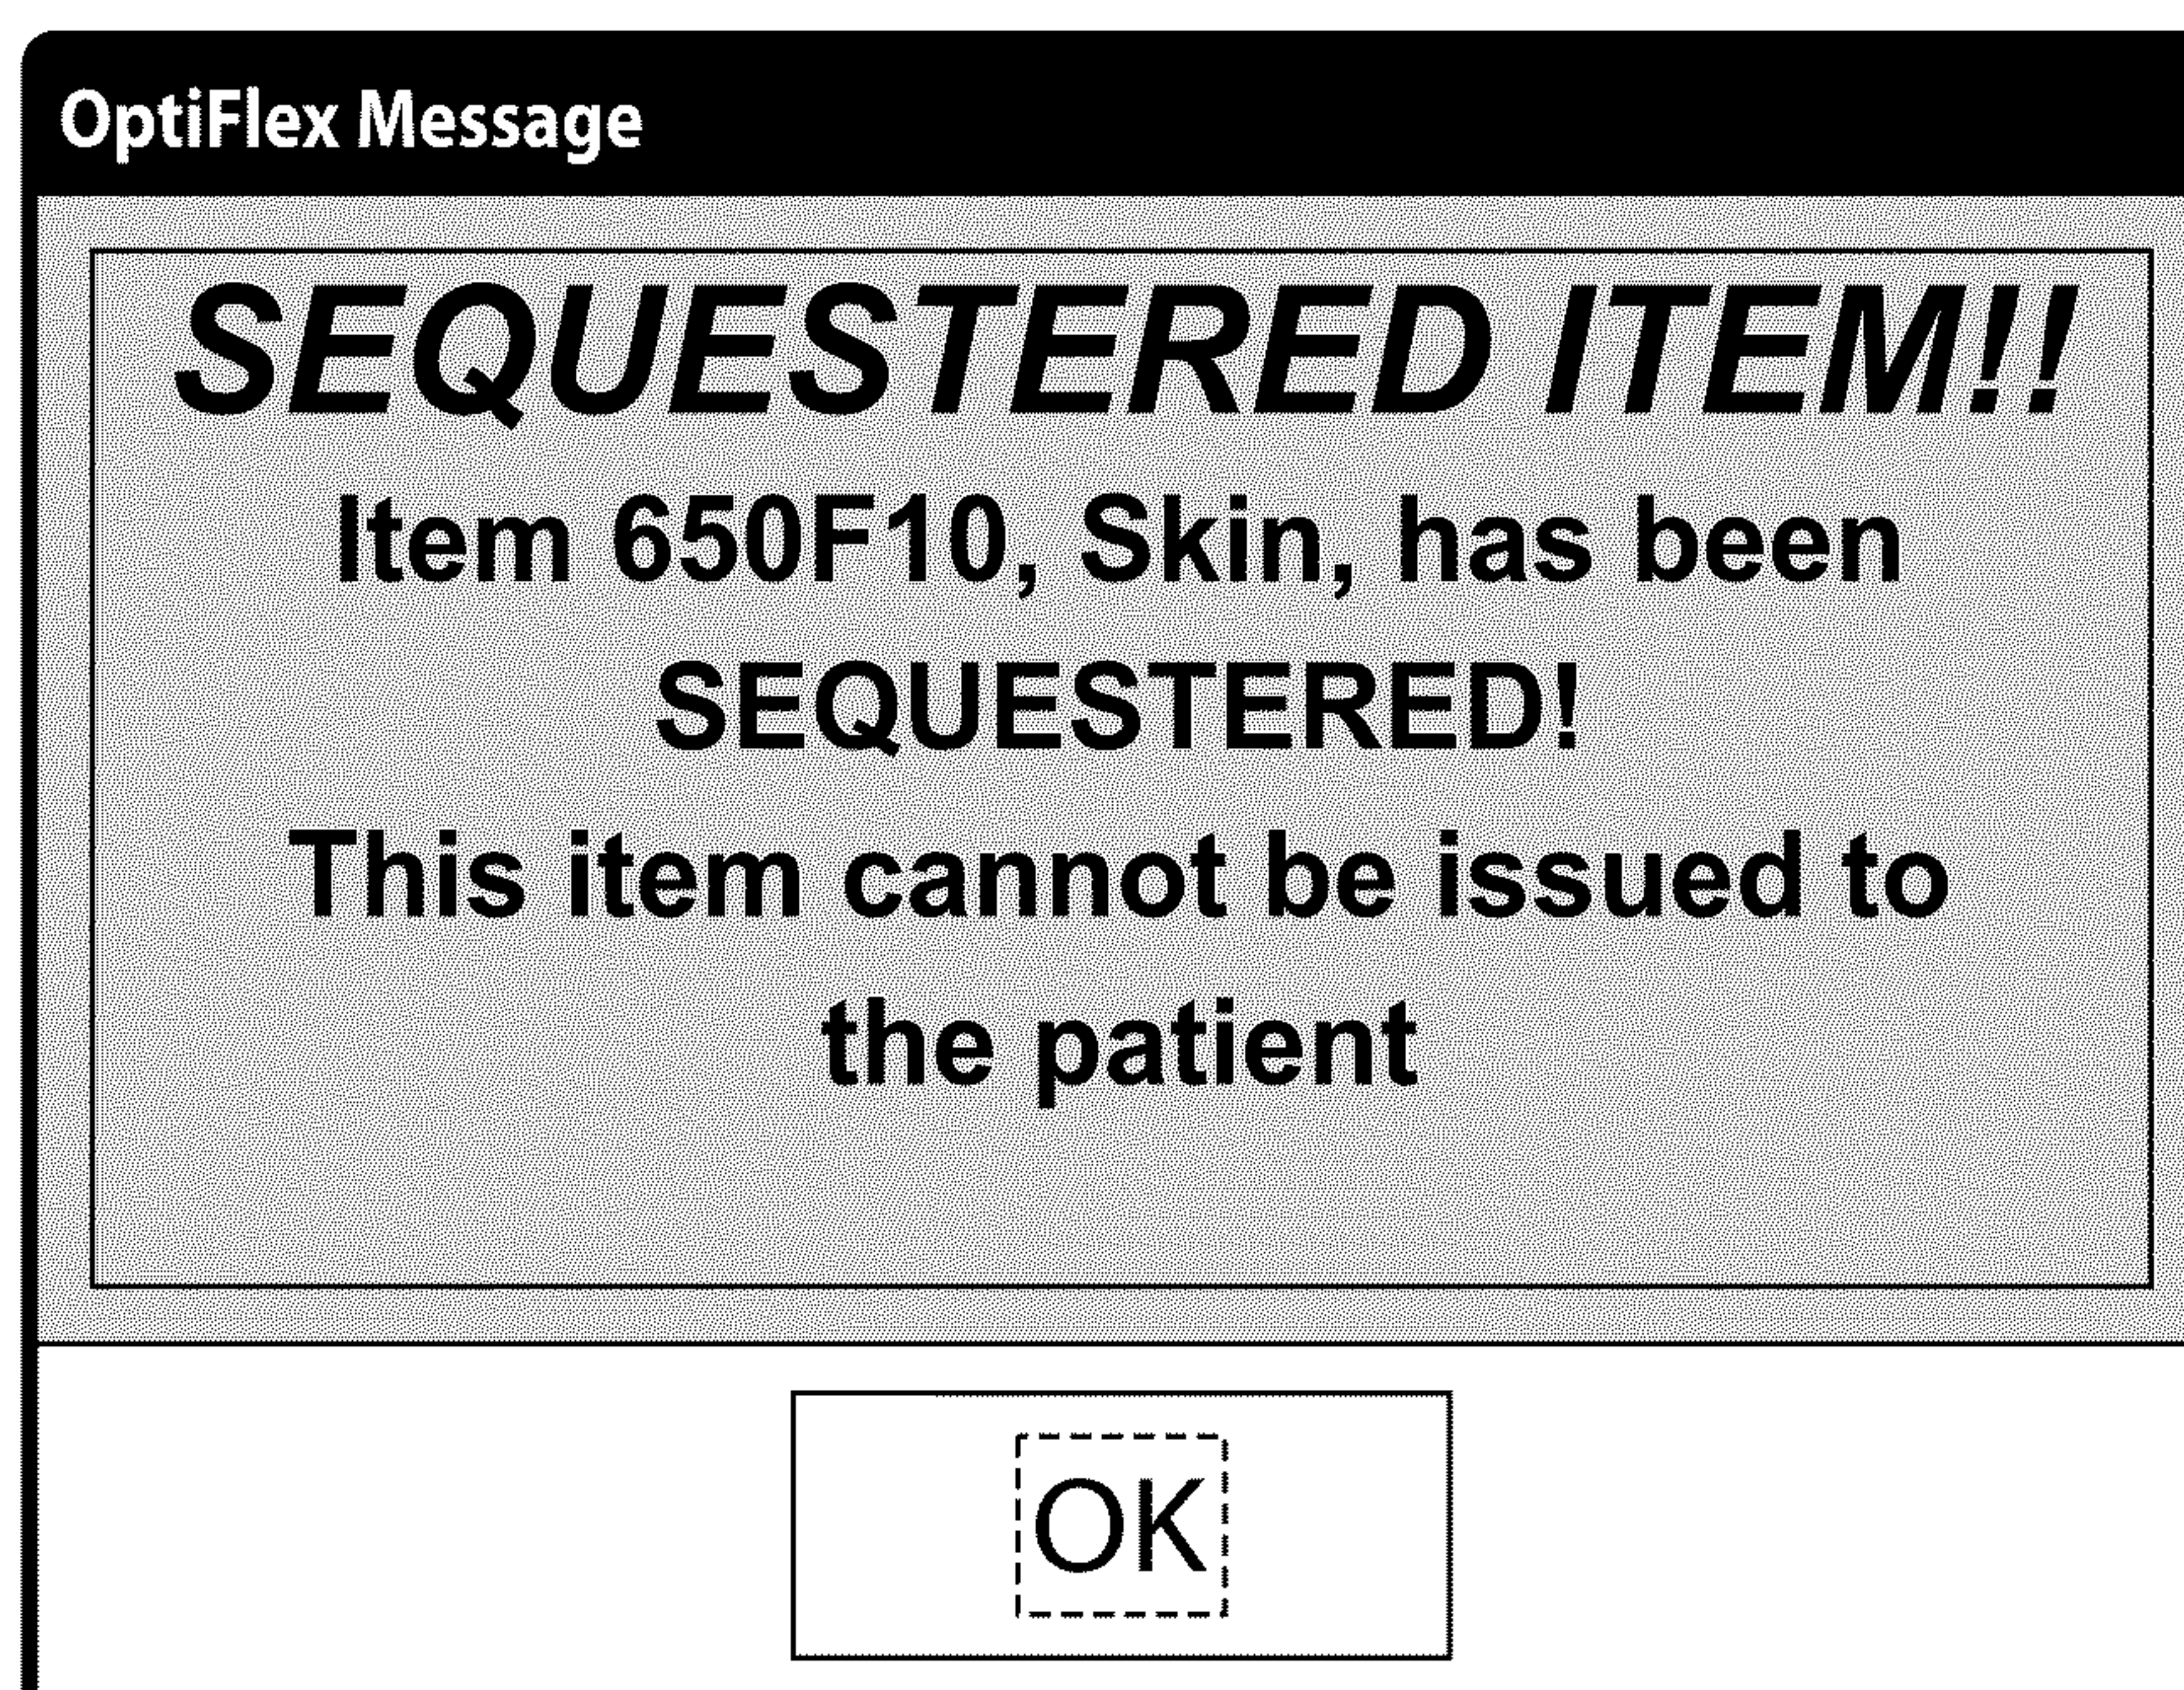 OptiFlex Message
SEQUESTERED ITEM!!
Item 650F10, Skin, has been
SEQUESTERED!
This item cannot be issued to
the patient
OK